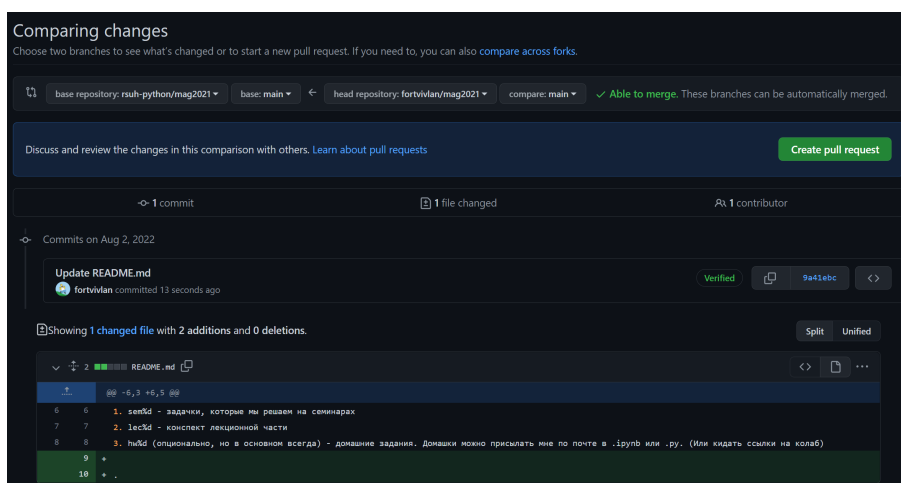 Comparing changes
Choose two branches to see what's changed or to start a new pull request. If you need to, you can also compare across forks.
base repository: rsuh-python/mag2021 base: main ← head repository: fortvivlan/mag2021 compare: main ✓ Able to merge. These branches can be automatically merged.
Discuss and review the changes in this comparison with others. Learn about pull requests Create pull request
1 commit 1 file changed 1 contributor
Commits on Aug 2, 2022
Update README.md
fortvivlan committed 13 seconds ago
Verified 9a41ebc <>
Showing 1 changed file with 2 additions and 0 deletions. Split Unified
2 README.md <> ...
@@ -6,3 +6,5 @@
6 6 1. sem%d - задачки, которые мы решаем на семинарах
7 7 2. lec%d - конспект лекционной части
8 8 3. hw%d (опционально, но в основном всегда) - домашние задания. Домашки можно присылать мне по почте в .ipynb или .py. (Или кидать ссылки на колаб)
9 +
10 + .